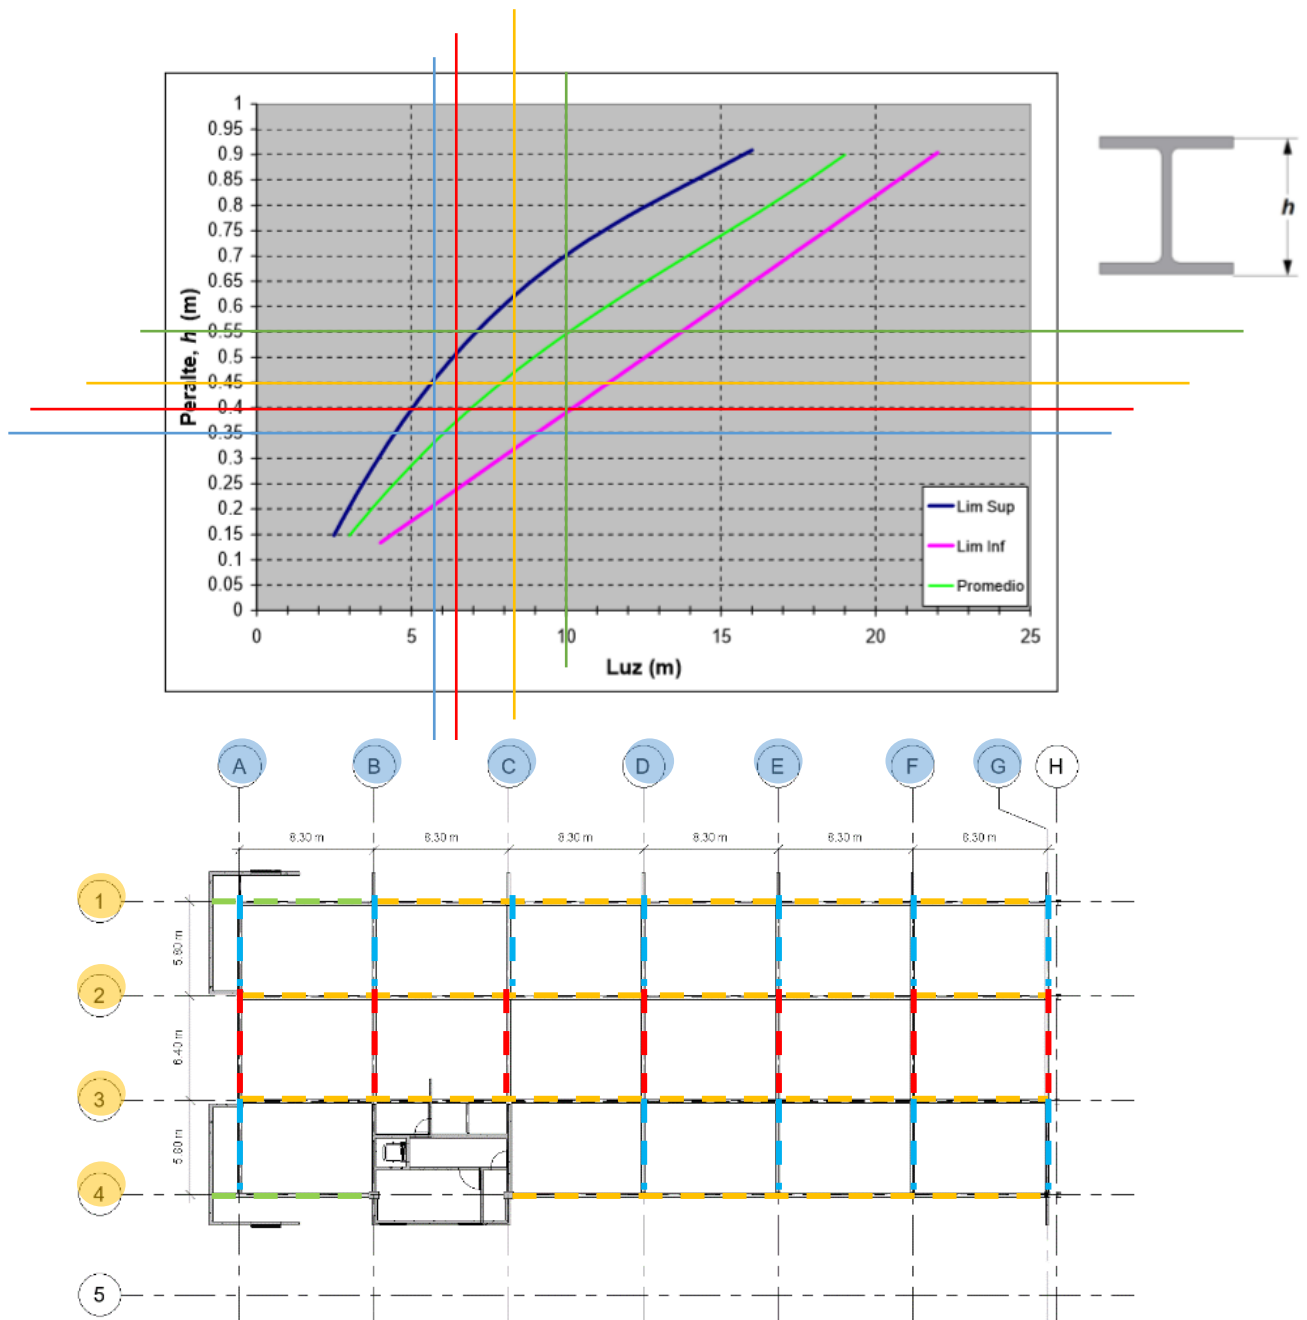 1
0.95
0.9
0.85
0.8
0.75
0.7
0.65
0.6
0.55
0.5
0.45
0.4
0.35
0.3
0.25
0.2
0.15
0.1
0.05
0
Peralte, h (m)
0 5 10 15 20 25
Luz (m)
Lim Sup
Lim Inf
Promedio
h
A B C D E F G H
8.30 m 8.30 m 8.30 m 8.30 m 8.30 m 8.30 m
1
5.80 m
2
6.40 m
3
5.80 m
4
5